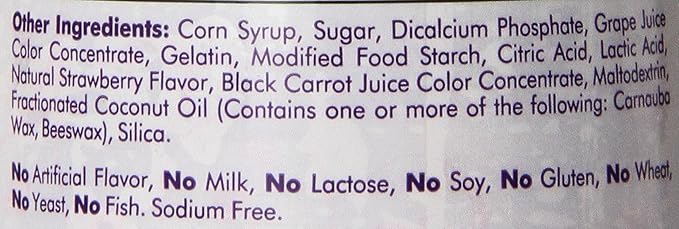 Other Ingredients: Corn Syrup, Sugar, Dicalcium Phosphate, Grape Juice
Color Concentrate, Gelatin, Modified Food Starch, Citric Acid, Lactic Acid,
Natural Strawberry Flavor, Black Carrot Juice Color Concentrate, Maltodextrin,
Fractionated Coconut Oil (Contains one or more of the following: Carnauba
Wax, Beeswax), Silica.
No Artificial Flavor, No Milk, No Lactose, No Soy, No Gluten, No Wheat,
No Yeast, No Fish. Sodium Free.